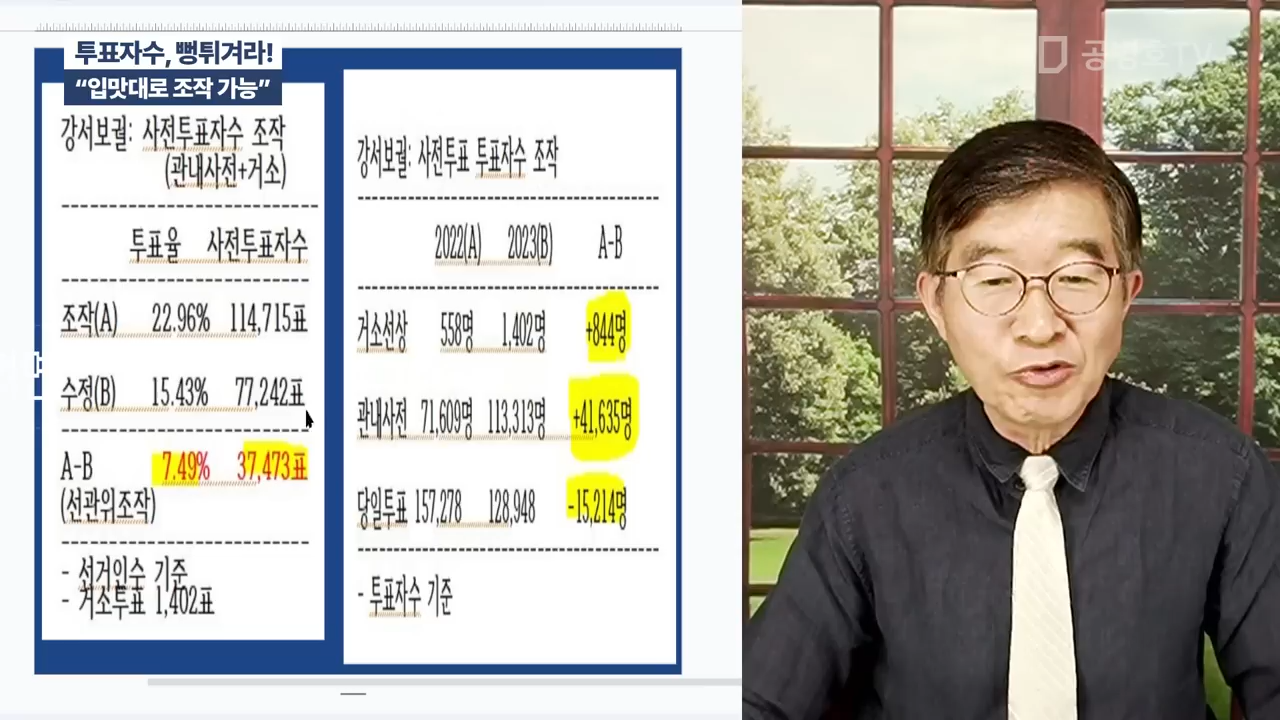 투표자수, 뻥튀겨라!
“입맛대로 조작 가능”
강서보궐: 사전투표자수 조작
(관내사전+거소)
투표율 사전투표자수
조작(A) 22.96% 114,715표
수정(B) 15.43% 77,242표
A-B 7.49% 37,473표
(선관위조작)
- 선거인수 기준
- 거소투표 1,402표
강서보궐: 사전투표 투표자수 조작
2022(A) 2023(B) A-B
거소선상 558명 1,402명 +844명
관내사전 71,609명 113,313명 +41,635명
당일투표 157,278 128,948 -15,214명
- 투표자수 기준
공병호TV